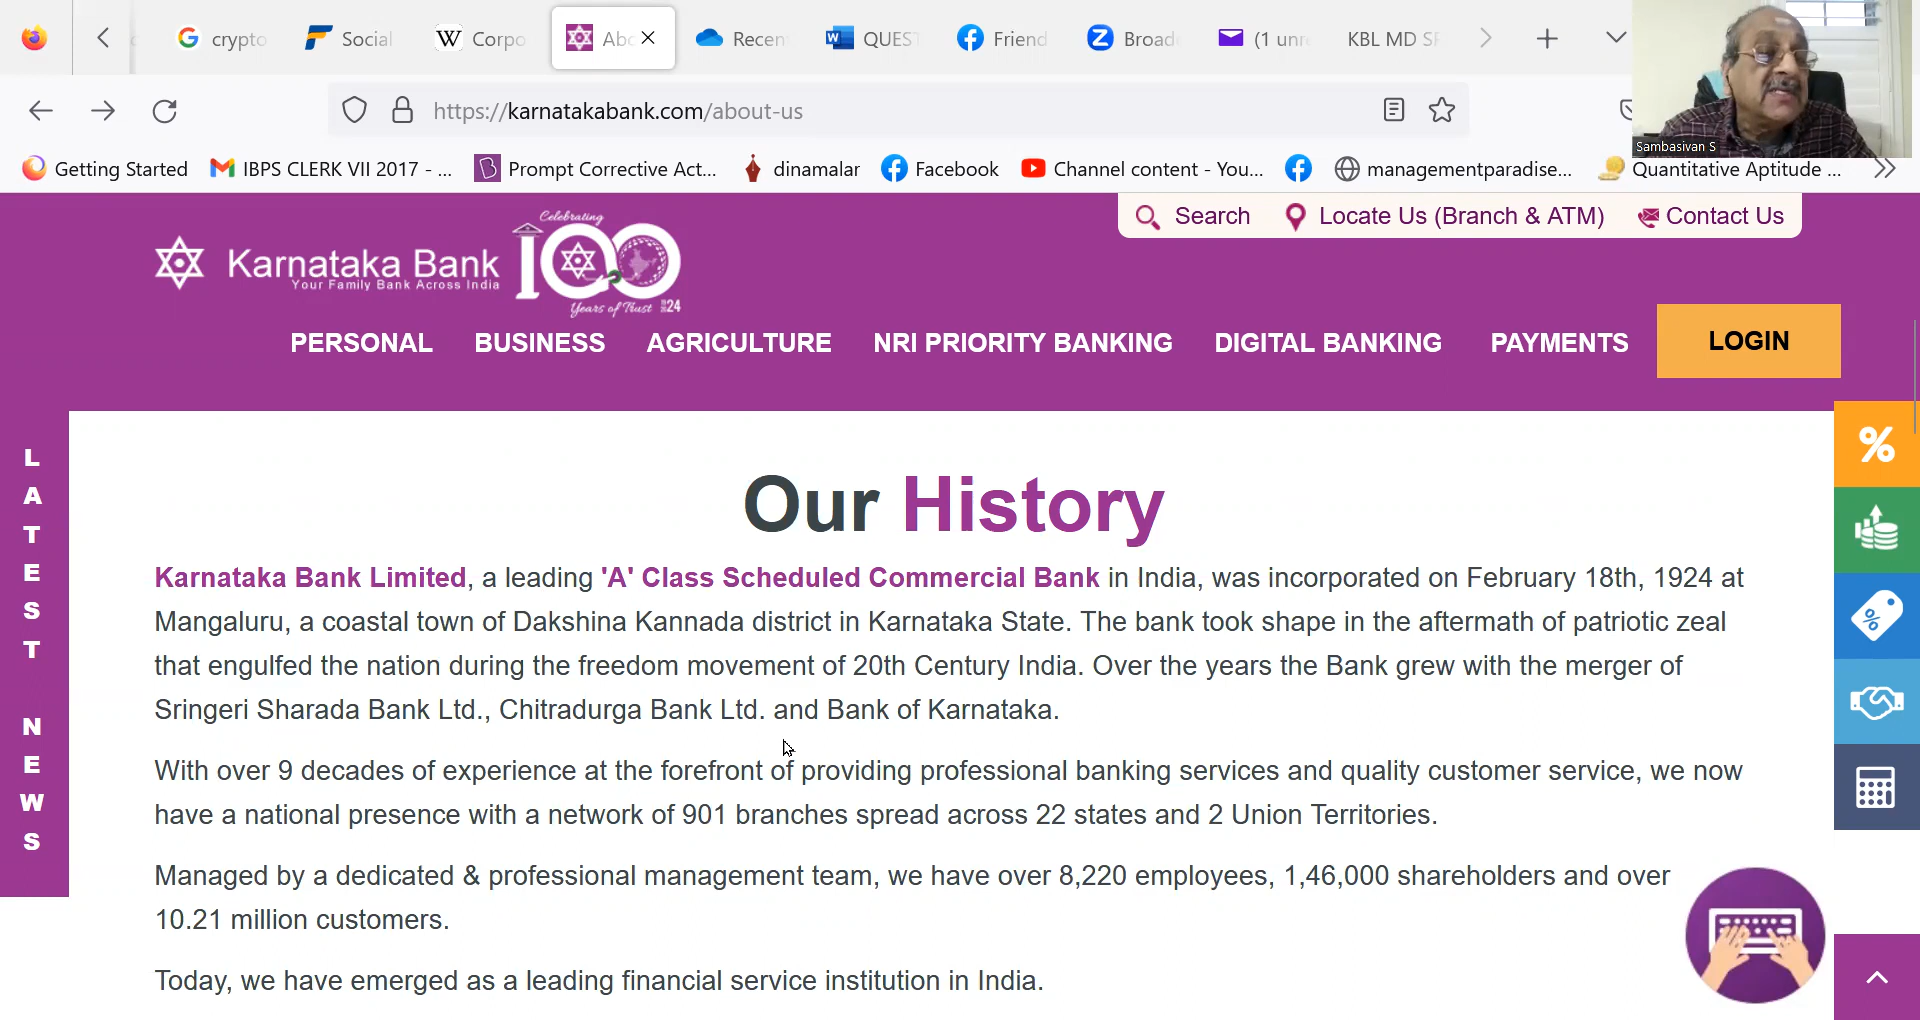 crypto
Social
W Corpo
Abc
Recen
QUES
Friend
Z Broad
(1 unre
KBL MD SF
https://karnatakabank.com/about-us
Getting Started
IBPS CLERK VII 2017 - ...
Prompt Corrective Act...
dinamalar
Facebook
Channel content - You...
managementparadise...
Quantitative Aptitude ...
Sambasivan S
Search
Locate Us (Branch & ATM)
Contact Us
Karnataka Bank
Your Family Bank Across India
Celebrating
100
Years of Trust
24
PERSONAL BUSINESS AGRICULTURE NRI PRIORITY BANKING DIGITAL BANKING PAYMENTS LOGIN
LATEST NEWS
Our History
Karnataka Bank Limited, a leading 'A' Class Scheduled Commercial Bank in India, was incorporated on February 18th, 1924 at
Mangaluru, a coastal town of Dakshina Kannada district in Karnataka State. The bank took shape in the aftermath of patriotic zeal
that engulfed the nation during the freedom movement of 20th Century India. Over the years the Bank grew with the merger of
Sringeri Sharada Bank Ltd., Chitradurga Bank Ltd. and Bank of Karnataka.
With over 9 decades of experience at the forefront of providing professional banking services and quality customer service, we now
have a national presence with a network of 901 branches spread across 22 states and 2 Union Territories.
Managed by a dedicated & professional management team, we have over 8,220 employees, 1,46,000 shareholders and over
10.21 million customers.
Today, we have emerged as a leading financial service institution in India.